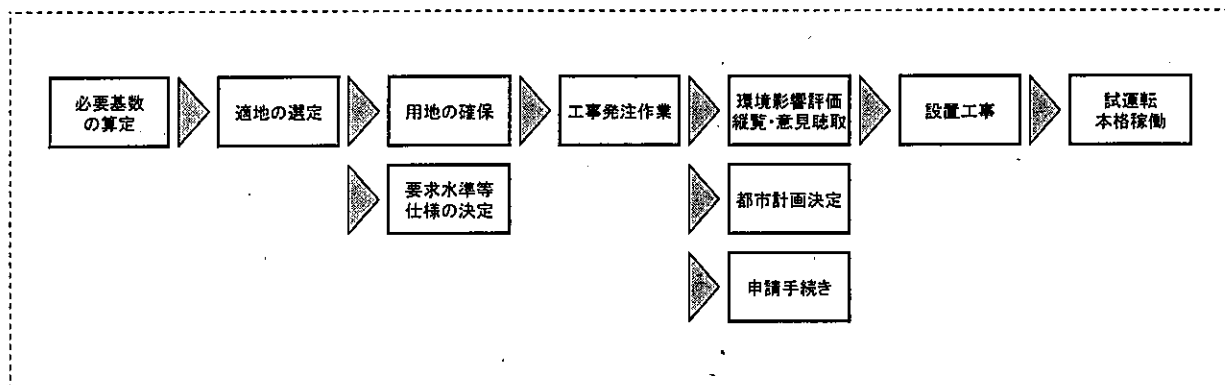 必要基数
の算定
適地の選定
用地の確保
工事発注作業
環境影響評価
縦覧・意見聴取
設置工事
試運転
本格稼働
要求水準等
仕様の決定
都市計画決定
申請手続き